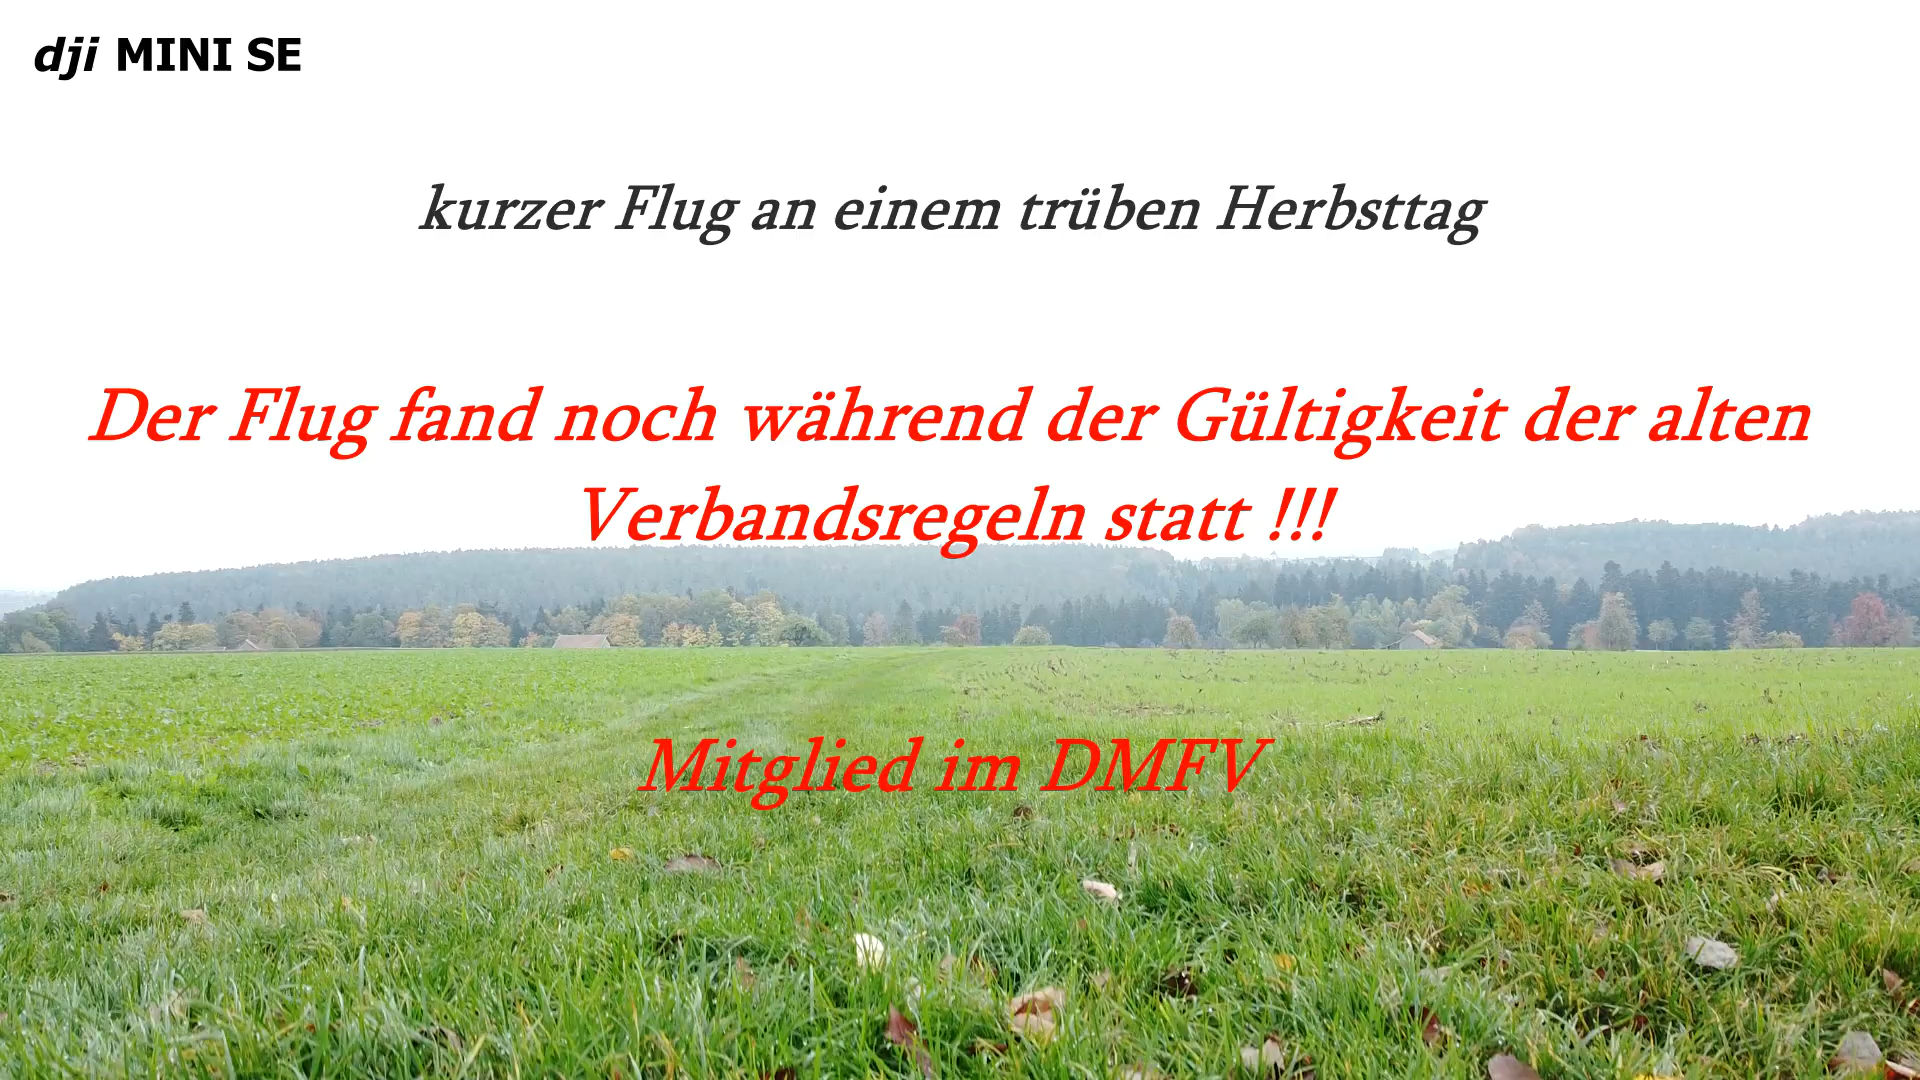 dji MINI SE
kurzer Flug an einem trüben Herbsttag
Der Flug fand noch während der Gültigkeit der alten
Verbandsregeln statt !!!
Mitglied im DMFV